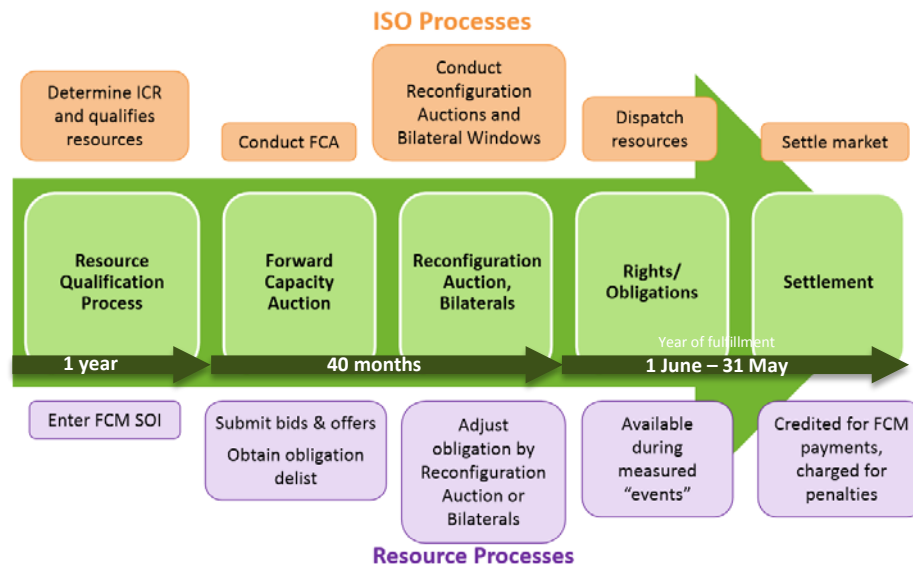 ISO Processes
Determine ICR
and qualifies
resources
Conduct FCA
Conduct
Reconfiguration
Auctions and
Bilateral Windows
Dispatch
resources
Settle market
Resource
Qualification
Process
Forward
Capacity
Auction
Reconfiguration
Auction,
Bilaterals
Rights/
Obligations
Settlement
Year of fulfillment
1 year
40 months
1 June – 31 May
Enter FCM SOI
Submit bids & offers
Obtain obligation
delist
Adjust
obligation by
Reconfiguration
Auction or
Bilaterals
Available
during
measured
“events”
Credited for FCM
payments,
charged for
penalties
Resource Processes